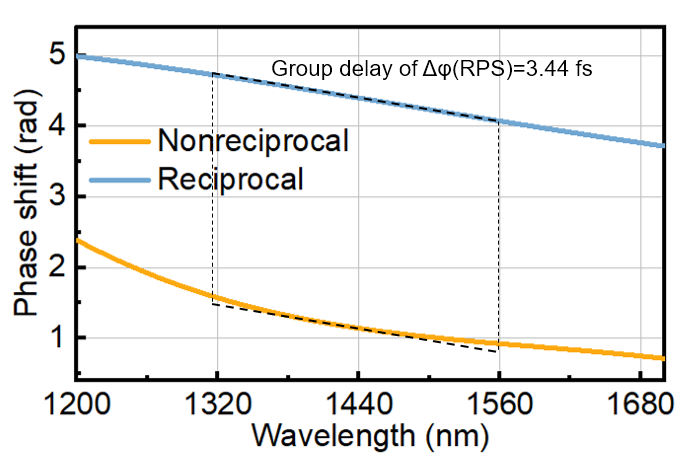 5
Group delay of Δφ(RPS)=3.44 fs
4
Nonreciprocal
Reciprocal
3
2
1
Phase shift (rad)
1200 1320 1440 1560 1680
Wavelength (nm)